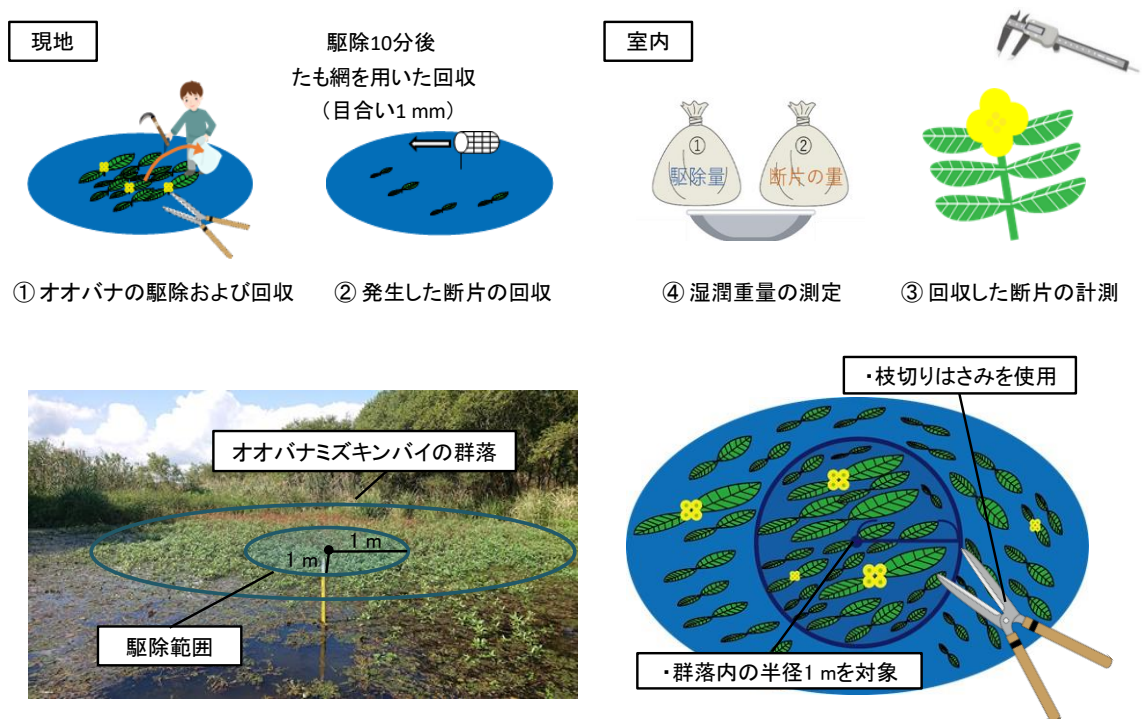 現地
駆除10分後
たも網を用いた回収
（目合い1 mm）
室内
①
駆除量
②
断片の量
① オオバナの駆除および回収
② 発生した断片の回収
④ 湿潤重量の測定
③ 回収した断片の計測
オオバナミズキンバイの群落
1 m
1 m
駆除範囲
・枝切りはさみを使用
・群落内の半径1 mを対象